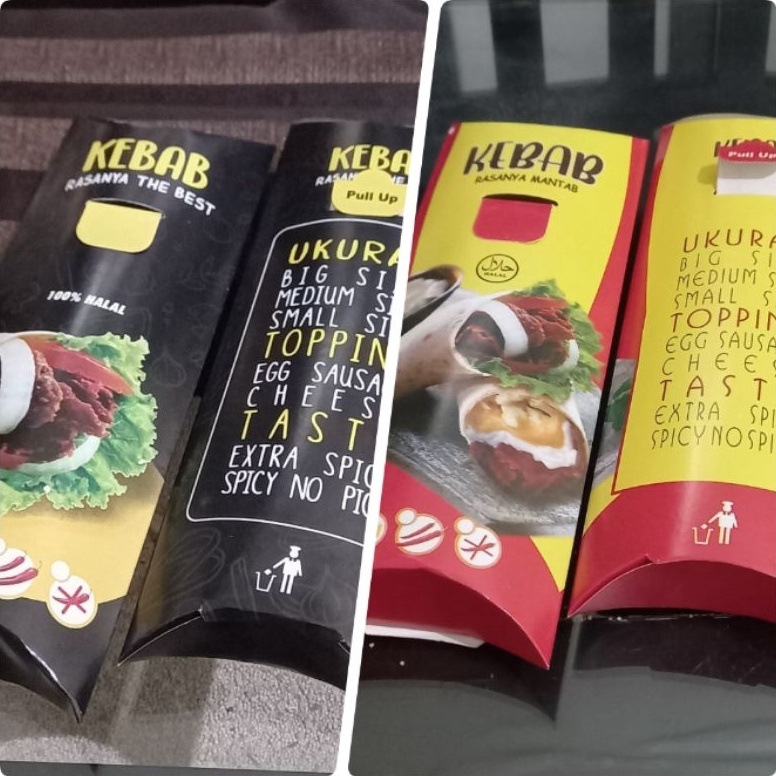 KEBAB
RASANYA THE BEST
100% HALAL
KEBA
Pull Up
UKURA
BIG SI
MEDIUM SI
SMALL SI
TOPPIN
EGG SAUSA
CHEES
TAST
EXTRA SPIC
SPICY NO PIC
KEBAB
RASANYA MANTAB
حلال
HALAL
Pull Up
UKURA
BIG SI
MEDIUM S
SMALL S
TOPPIN
EGG SAUSA
CHEES
TAST
EXTRA SPI
SPICY NO SPI